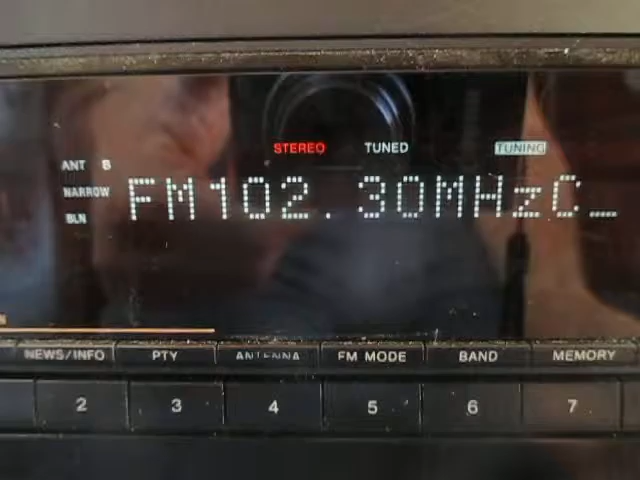 STEREO TUNED TUNING
ANT B
NARROW
BLN
FM102.30MHzC_
NEWS/INFO PTY ANTENNA FM MODE BAND MEMORY
2 3 4 5 6 7